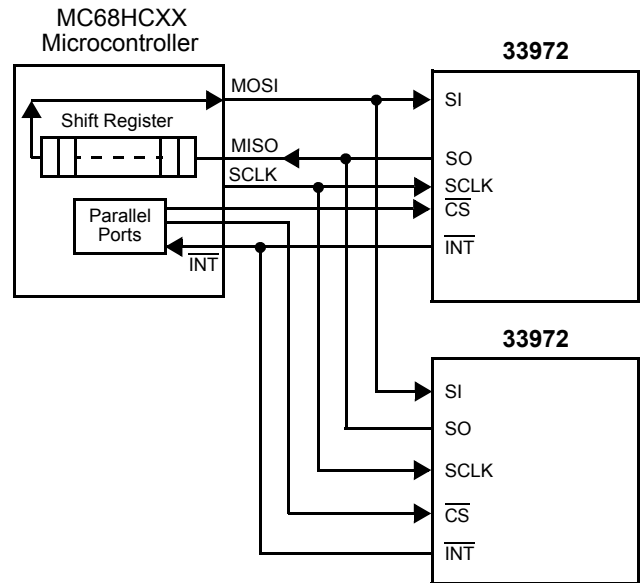 MC68HCXX
Microcontroller
33972
MOSI
SI
Shift Register
MISO
SO
SCLK
SCLK
CS
Parallel
Ports
INT
INT
33972
SI
SO
SCLK
CS
INT